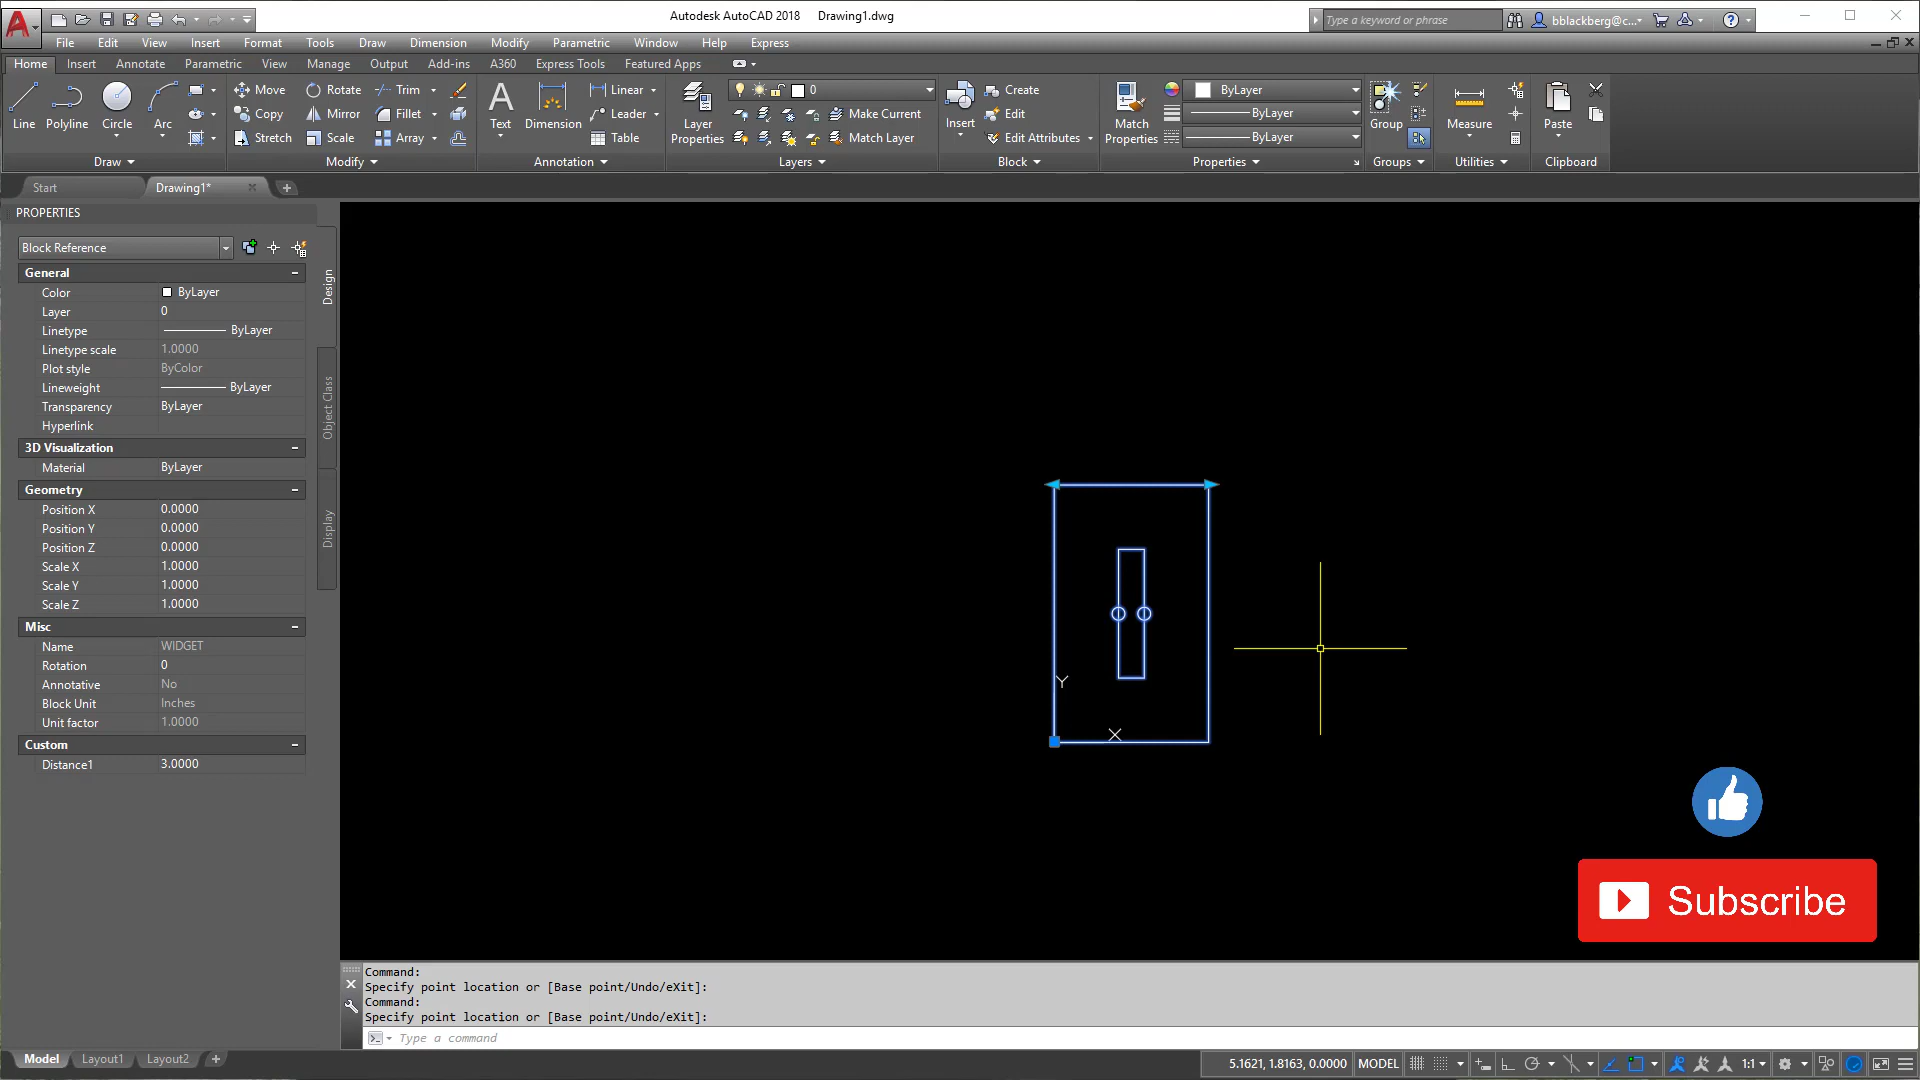 Autodesk AutoCAD 2018 Drawing1.dwg
Type a keyword or phrase
bblackberg@c...
File Edit View Insert Format Tools Draw Dimension Modify Parametric Window Help Express
Home Insert Annotate Parametric View Manage Output Add-ins A360 Express Tools Featured Apps
Line Polyline Circle Arc
Move Rotate Trim
Copy Mirror Fillet
Stretch Scale Array
Text Dimension
Linear
Leader
Table
Layer Properties
0
Make Current
Match Layer
Insert
Create
Edit
Edit Attributes
Match Properties
ByLayer
ByLayer
ByLayer
Group
Measure
Paste
Draw Modify Annotation Layers Block Properties Groups Utilities Clipboard
Start Drawing1*
PROPERTIES
Block Reference
General
Color ByLayer
Layer 0
Linetype ByLayer
Linetype scale 1.0000
Plot style ByColor
Lineweight ByLayer
Transparency ByLayer
Hyperlink
3D Visualization
Material ByLayer
Geometry
Position X 0.0000
Position Y 0.0000
Position Z 0.0000
Scale X 1.0000
Scale Y 1.0000
Scale Z 1.0000
Misc
Name WIDGET
Rotation 0
Annotative No
Block Unit Inches
Unit factor 1.0000
Custom
Distance1 3.0000
Design
Object Class
Display
Y
X
Subscribe
Command:
Specify point location or [Base point/Undo/eXit]:
Command:
Specify point location or [Base point/Undo/eXit]:
Type a command
Model Layout1 Layout2
5.1621, 1.8163, 0.0000 MODEL 1:1